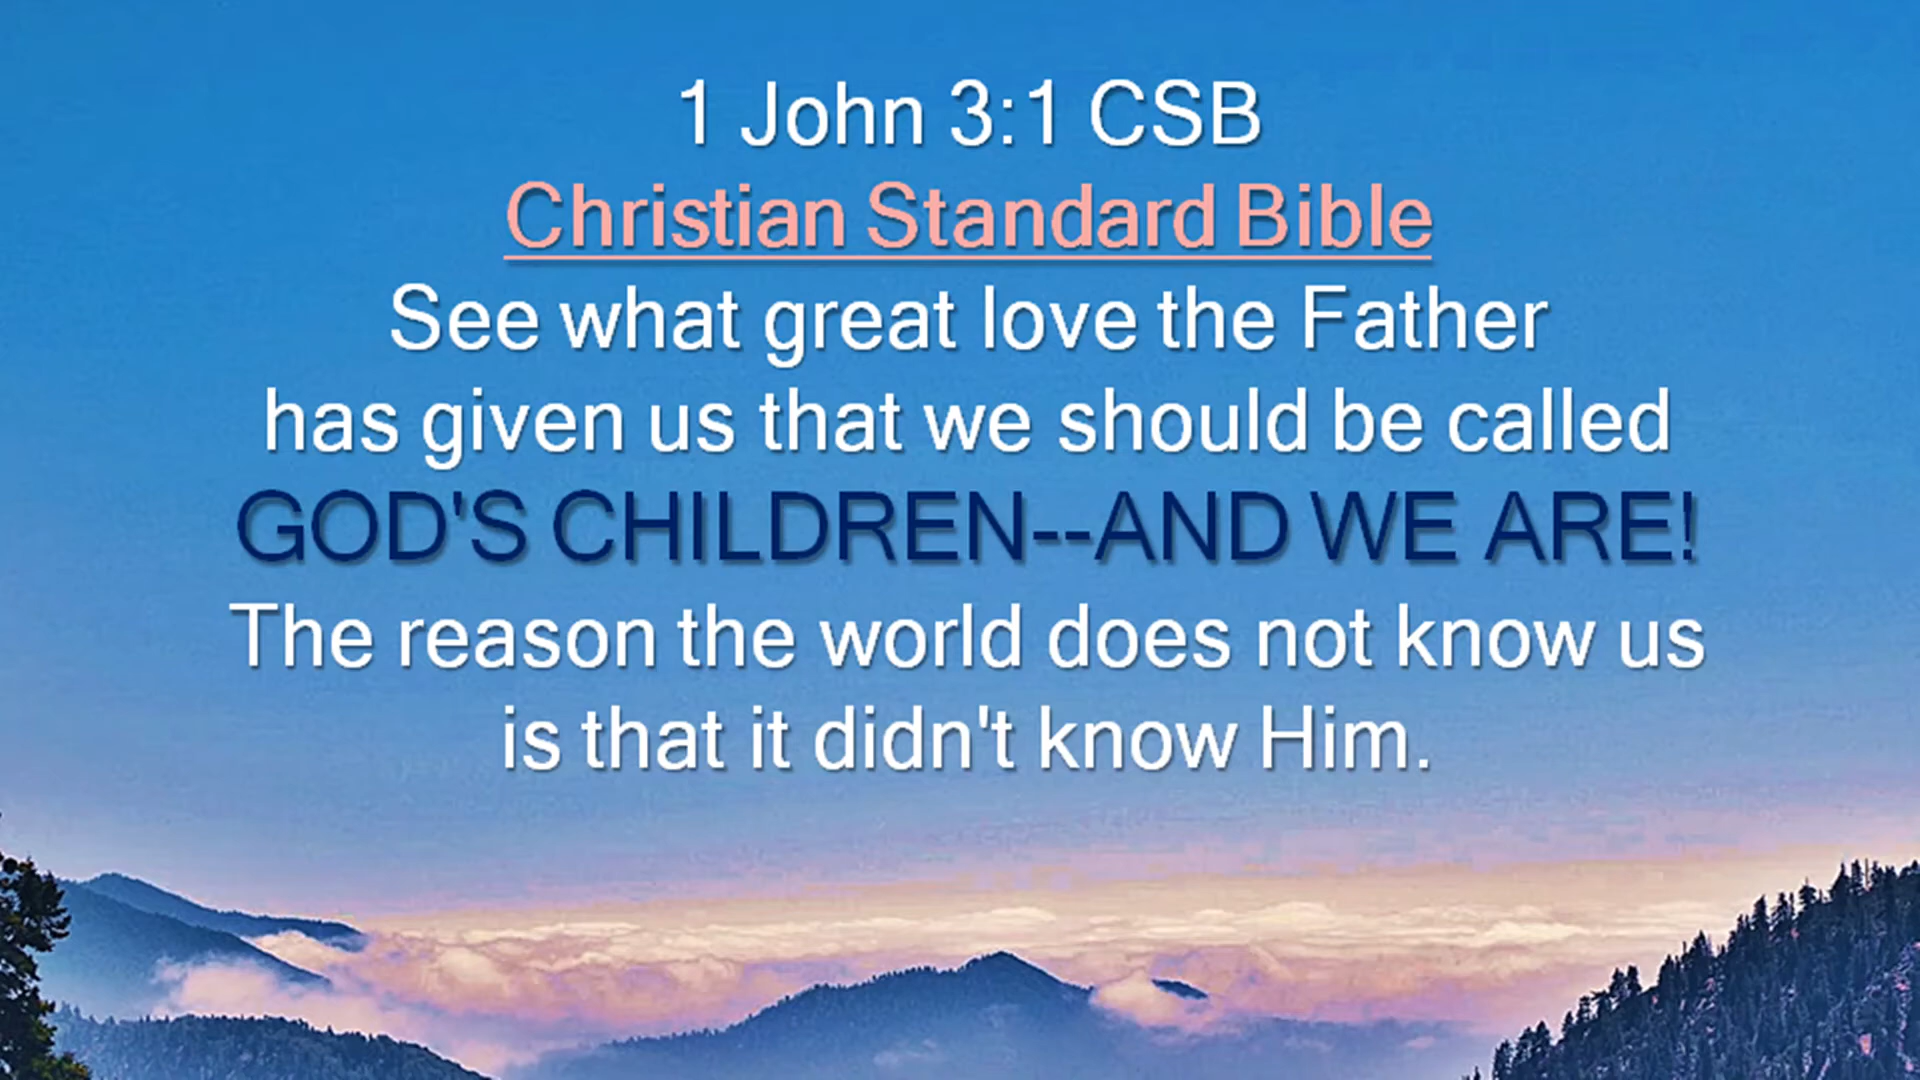 1 John 3:1 CSB
Christian Standard Bible
See what great love the Father
has given us that we should be called
GOD'S CHILDREN--AND WE ARE!
The reason the world does not know us
is that it didn't know Him.